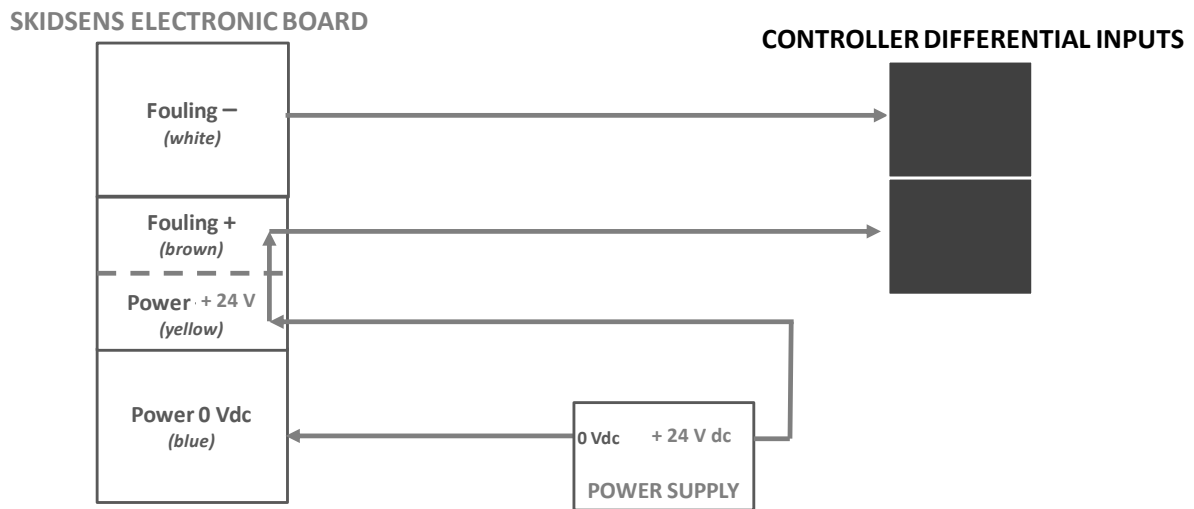 SKIDSENS ELECTRONIC BOARD
CONTROLLER DIFFERENTIAL INPUTS
Fouling –
(white)
Fouling +
(brown)
Power + 24 V
(yellow)
Power 0 Vdc
(blue)
0 Vdc + 24 V dc
POWER SUPPLY